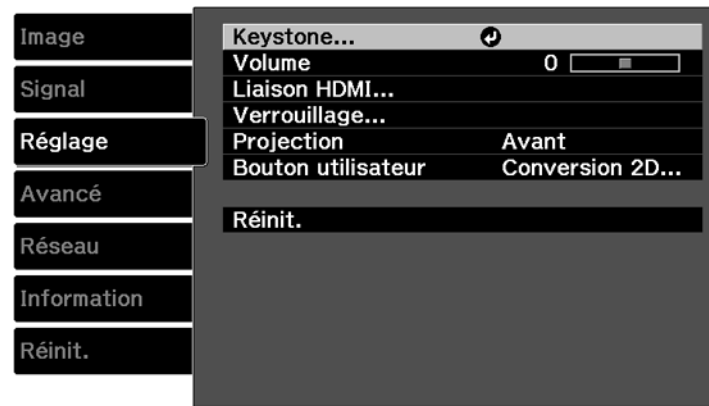 Image
Signal
Réglage
Avancé
Réseau
Information
Réinit.
Keystone...
Volume 0
Liaison HDMI...
Verrouillage...
Projection Avant
Bouton utilisateur Conversion 2D...
Réinit.